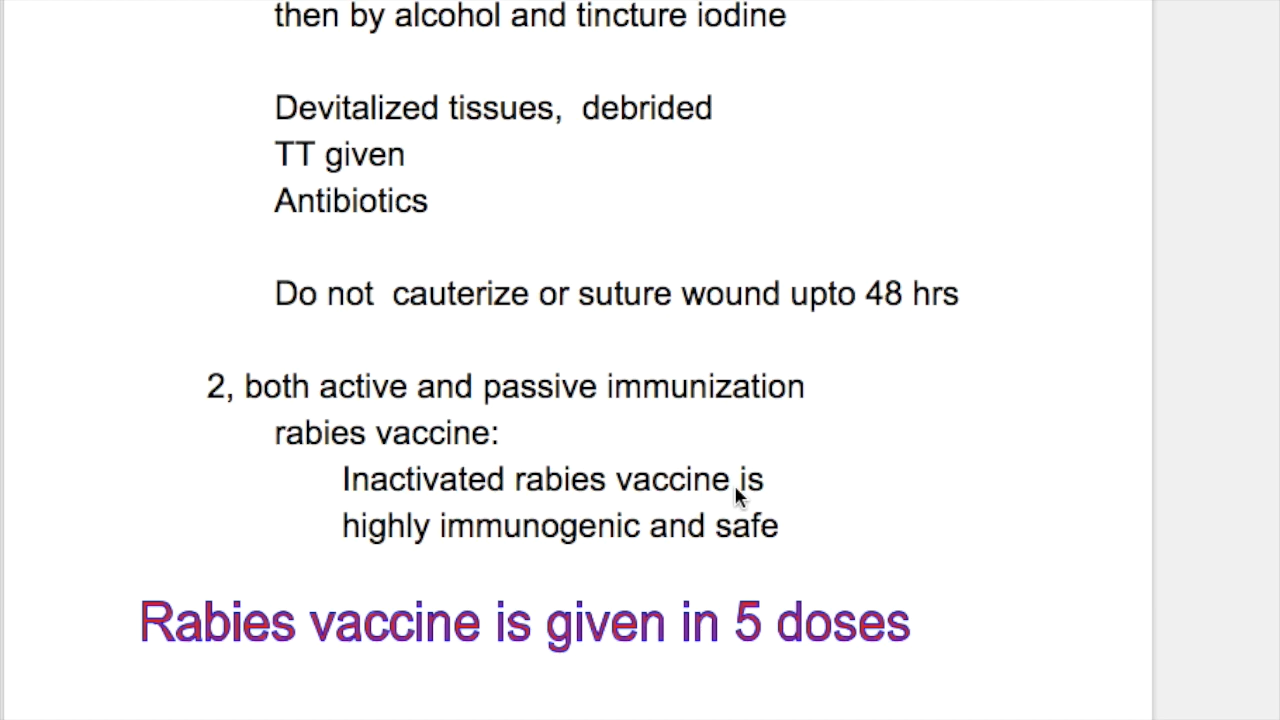 then by alcohol and tincture iodine
Devitalized tissues,  debrided
TT given
Antibiotics
Do not  cauterize or suture wound upto 48 hrs
2, both active and passive immunization
rabies vaccine:
Inactivated rabies vaccine is
highly immunogenic and safe
Rabies vaccine is given in 5 doses